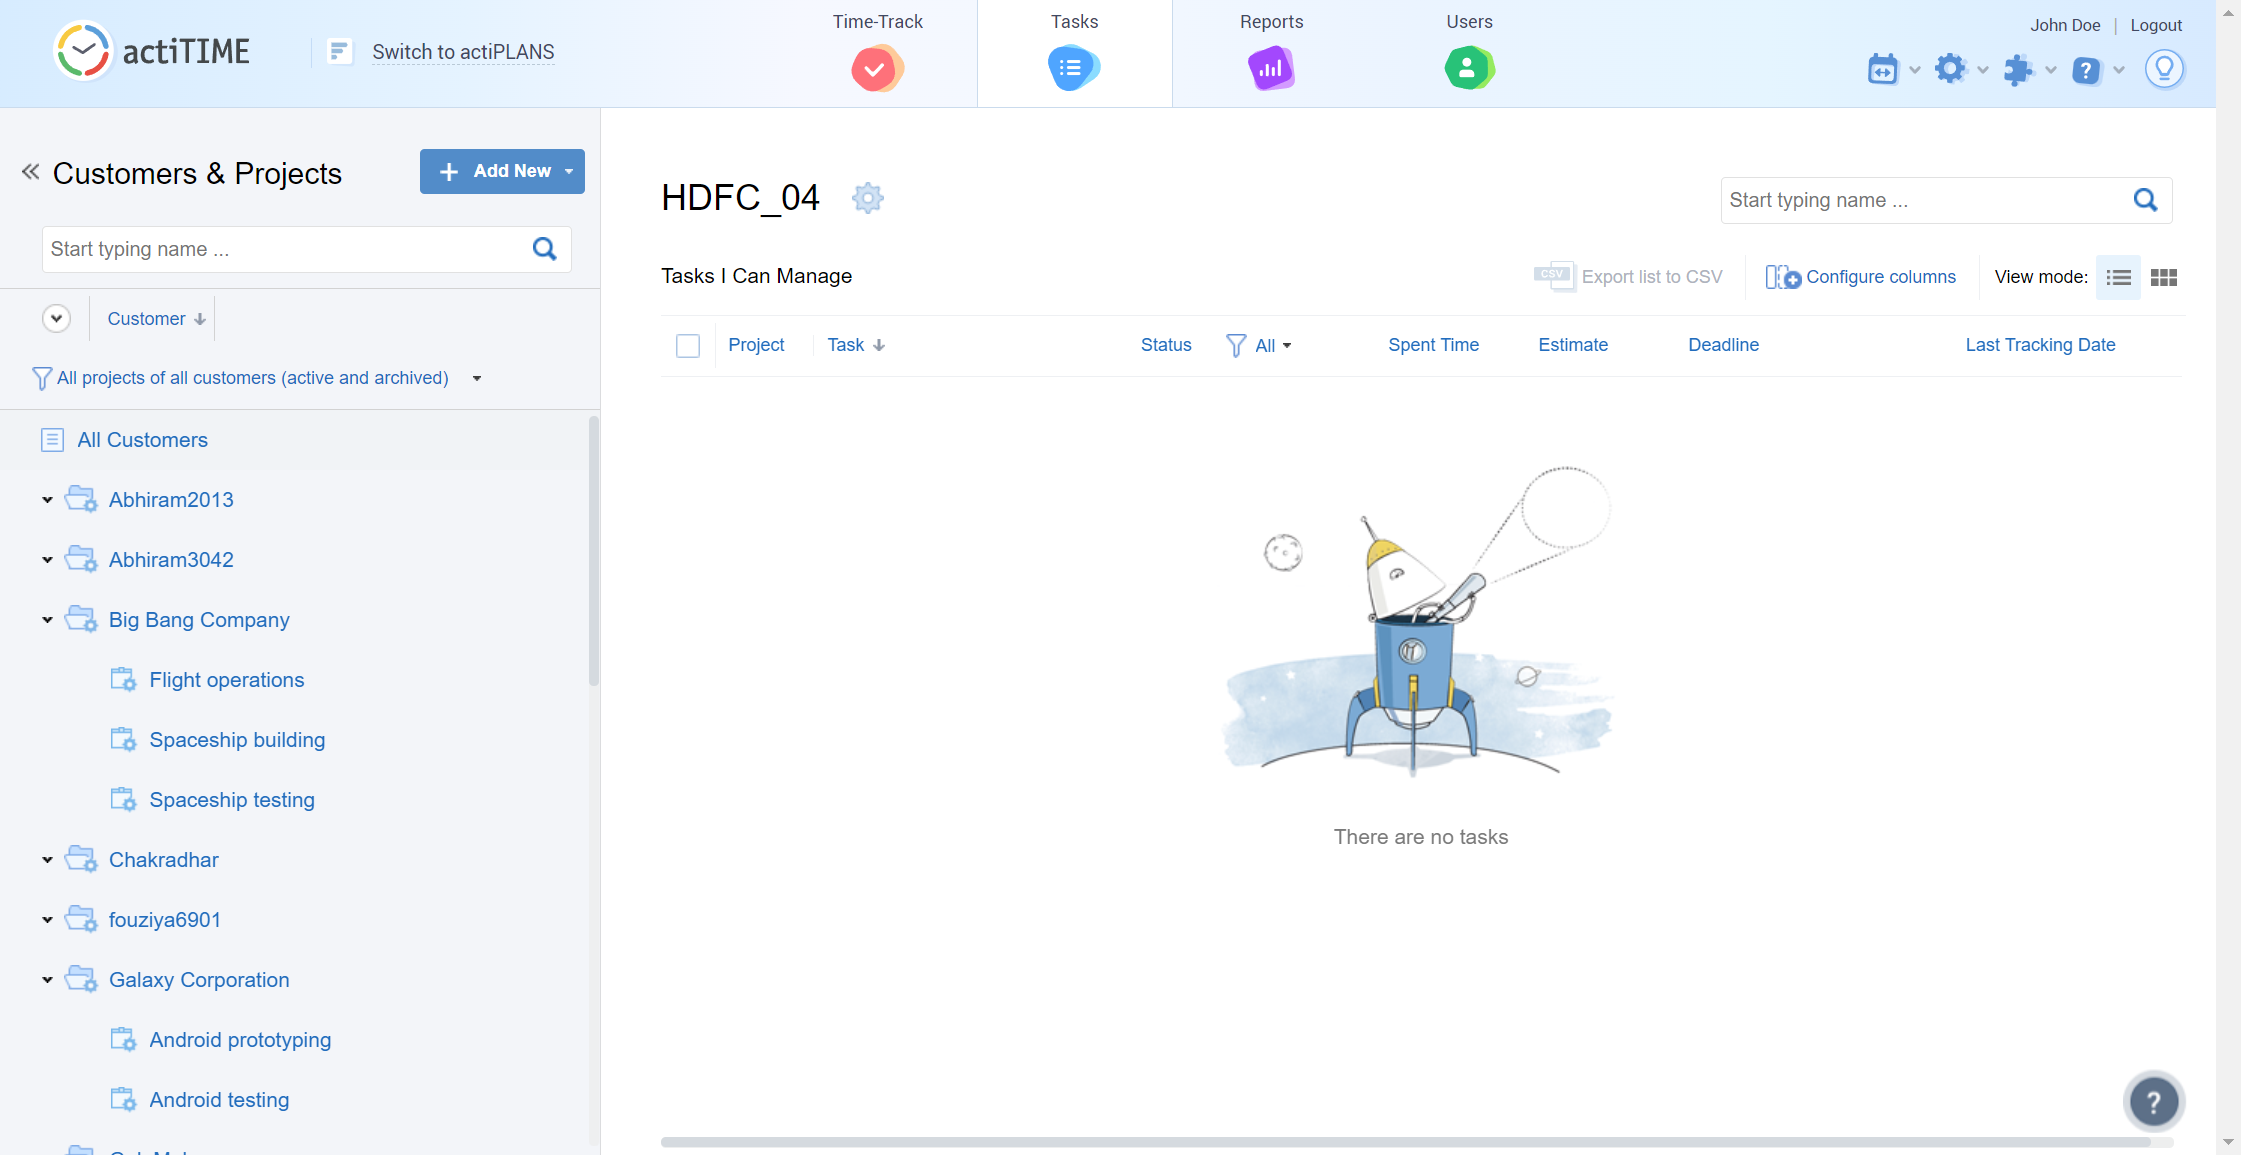 actiTIME
Switch to actiPLANS
Time-Track
Tasks
Reports
Users
John Doe | Logout
Customers & Projects
Add New
Start typing name ...
Customer
All projects of all customers (active and archived)
All Customers
Abhiram2013
Abhiram3042
Big Bang Company
Flight operations
Spaceship building
Spaceship testing
Chakradhar
fouziya6901
Galaxy Corporation
Android prototyping
Android testing
HDFC_04
Start typing name ...
Tasks I Can Manage
CSV Export list to CSV
Configure columns
View mode:
Project Task Status All Spent Time Estimate Deadline Last Tracking Date
There are no tasks
?